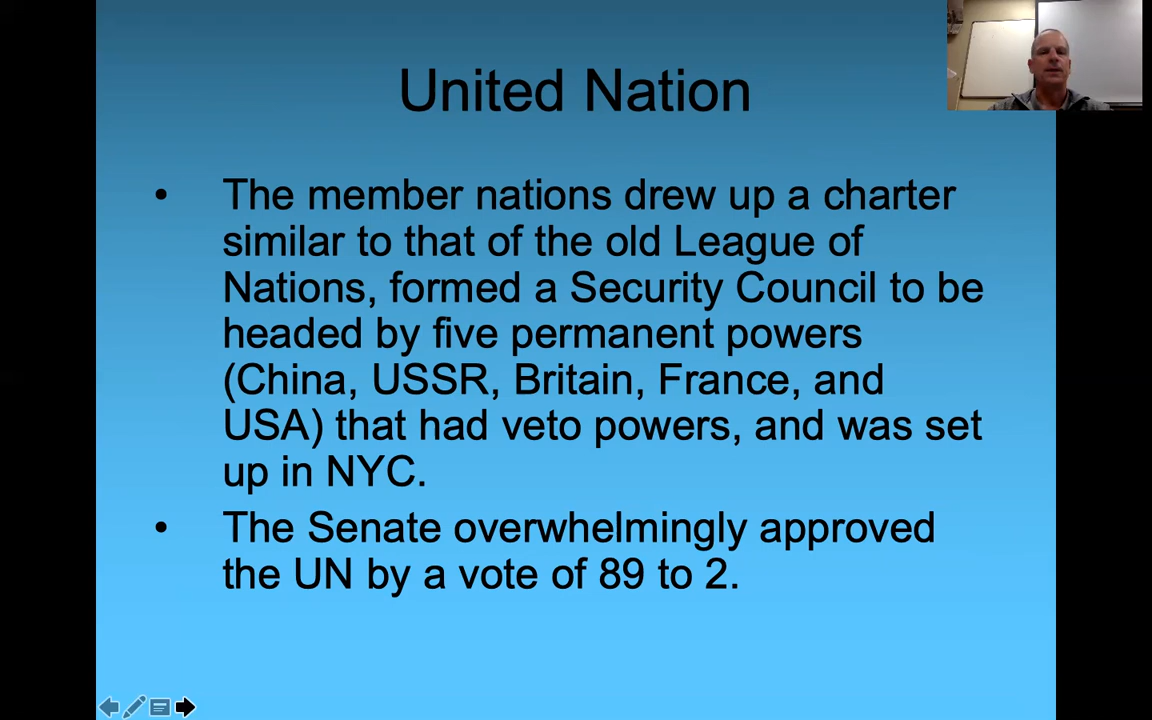 United Nation
• The member nations drew up a charter
similar to that of the old League of
Nations, formed a Security Council to be
headed by five permanent powers
(China, USSR, Britain, France, and
USA) that had veto powers, and was set
up in NYC.
• The Senate overwhelmingly approved
the UN by a vote of 89 to 2.